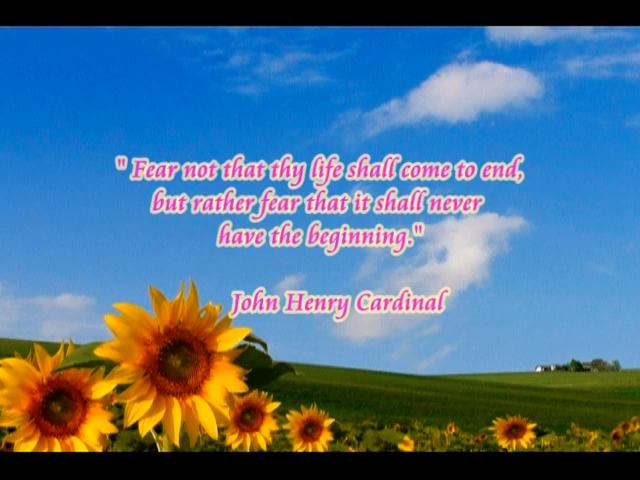 " Fear not that thy life shall come to end,
but rather fear that it shall never
have the beginning."
John Henry Cardinal